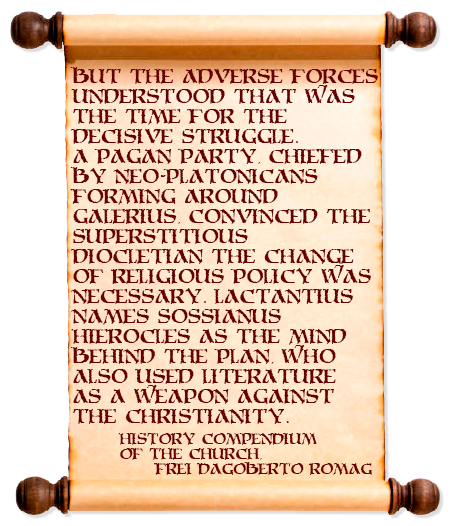 BUT THE ADVERSE FORCES
UNDERSTOOD THAT WAS
THE TIME FOR THE
DECISIVE STRUGGLE.
A PAGAN PARTY, CHIEFED
BY NEO-PLATONICANS
FORMING AROUND
GALERIUS, CONVINCED THE
SUPERSTITIOUS
DIOCLETIAN THE CHANGE
OF RELIGIOUS POLICY WAS
NECESSARY. LACTANTIUS
NAMES SOSSIANUS
HIEROCLES AS THE MIND
BEHIND THE PLAN, WHO
ALSO USED LITERATURE
AS A WEAPON AGAINST
THE CHRISTIANITY.
HISTORY COMPENDIUM
OF THE CHURCH,
FREI DAGOBERTO ROMAG